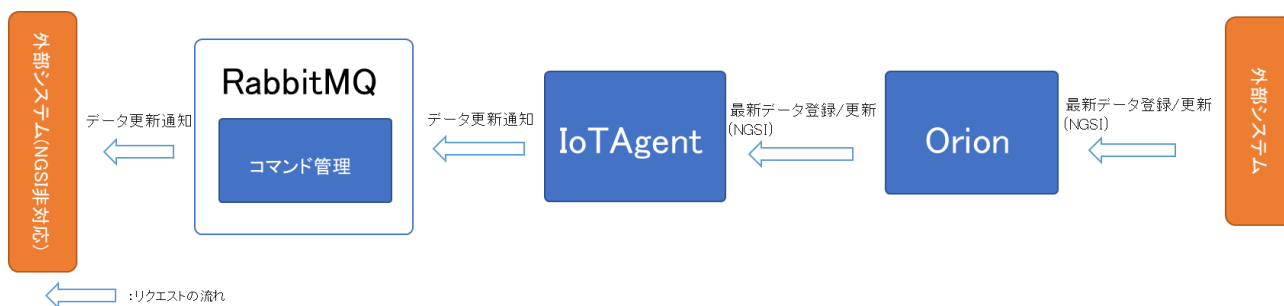 外部システム(NGSI非対応)
データ更新通知
RabbitMQ
コマンド管理
データ更新通知
IoTAgent
最新データ登録/更新
(NGSI)
Orion
最新データ登録/更新
(NGSI)
外部システム
:リクエストの流れ